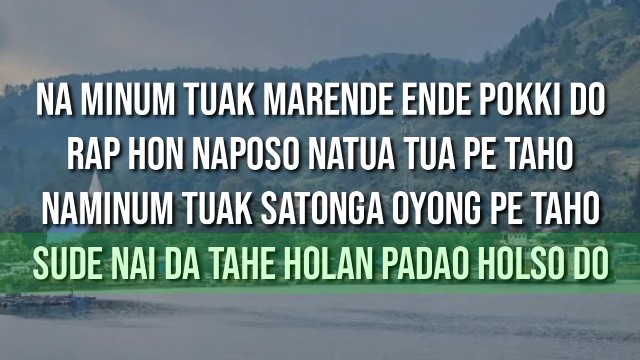 NA MINUM TUAK MARENDE ENDE POKKI DO
RAP HON NAPOSO NATUA TUA PE TAHO
NAMINUM TUAK SATONGA OYONG PE TAHO
SUDE NAI DA TAHE HOLAN PADAO HOLSO DO